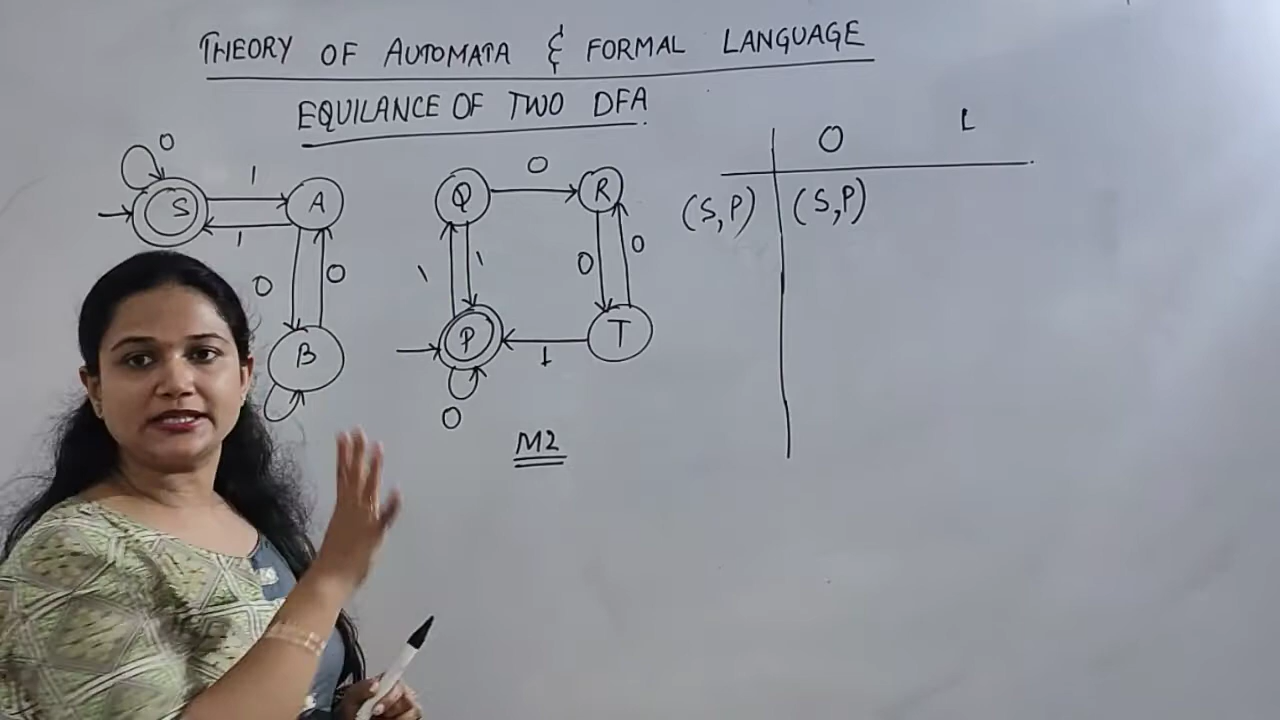 THEORY OF AUTOMATA & FORMAL LANGUAGE
EQUILANCE OF TWO DFA
0
1
S
A
1
0
0
B
Q
0
R
1
1
0
0
P
1
T
0
M2
0 1
(S,P) (S,P)